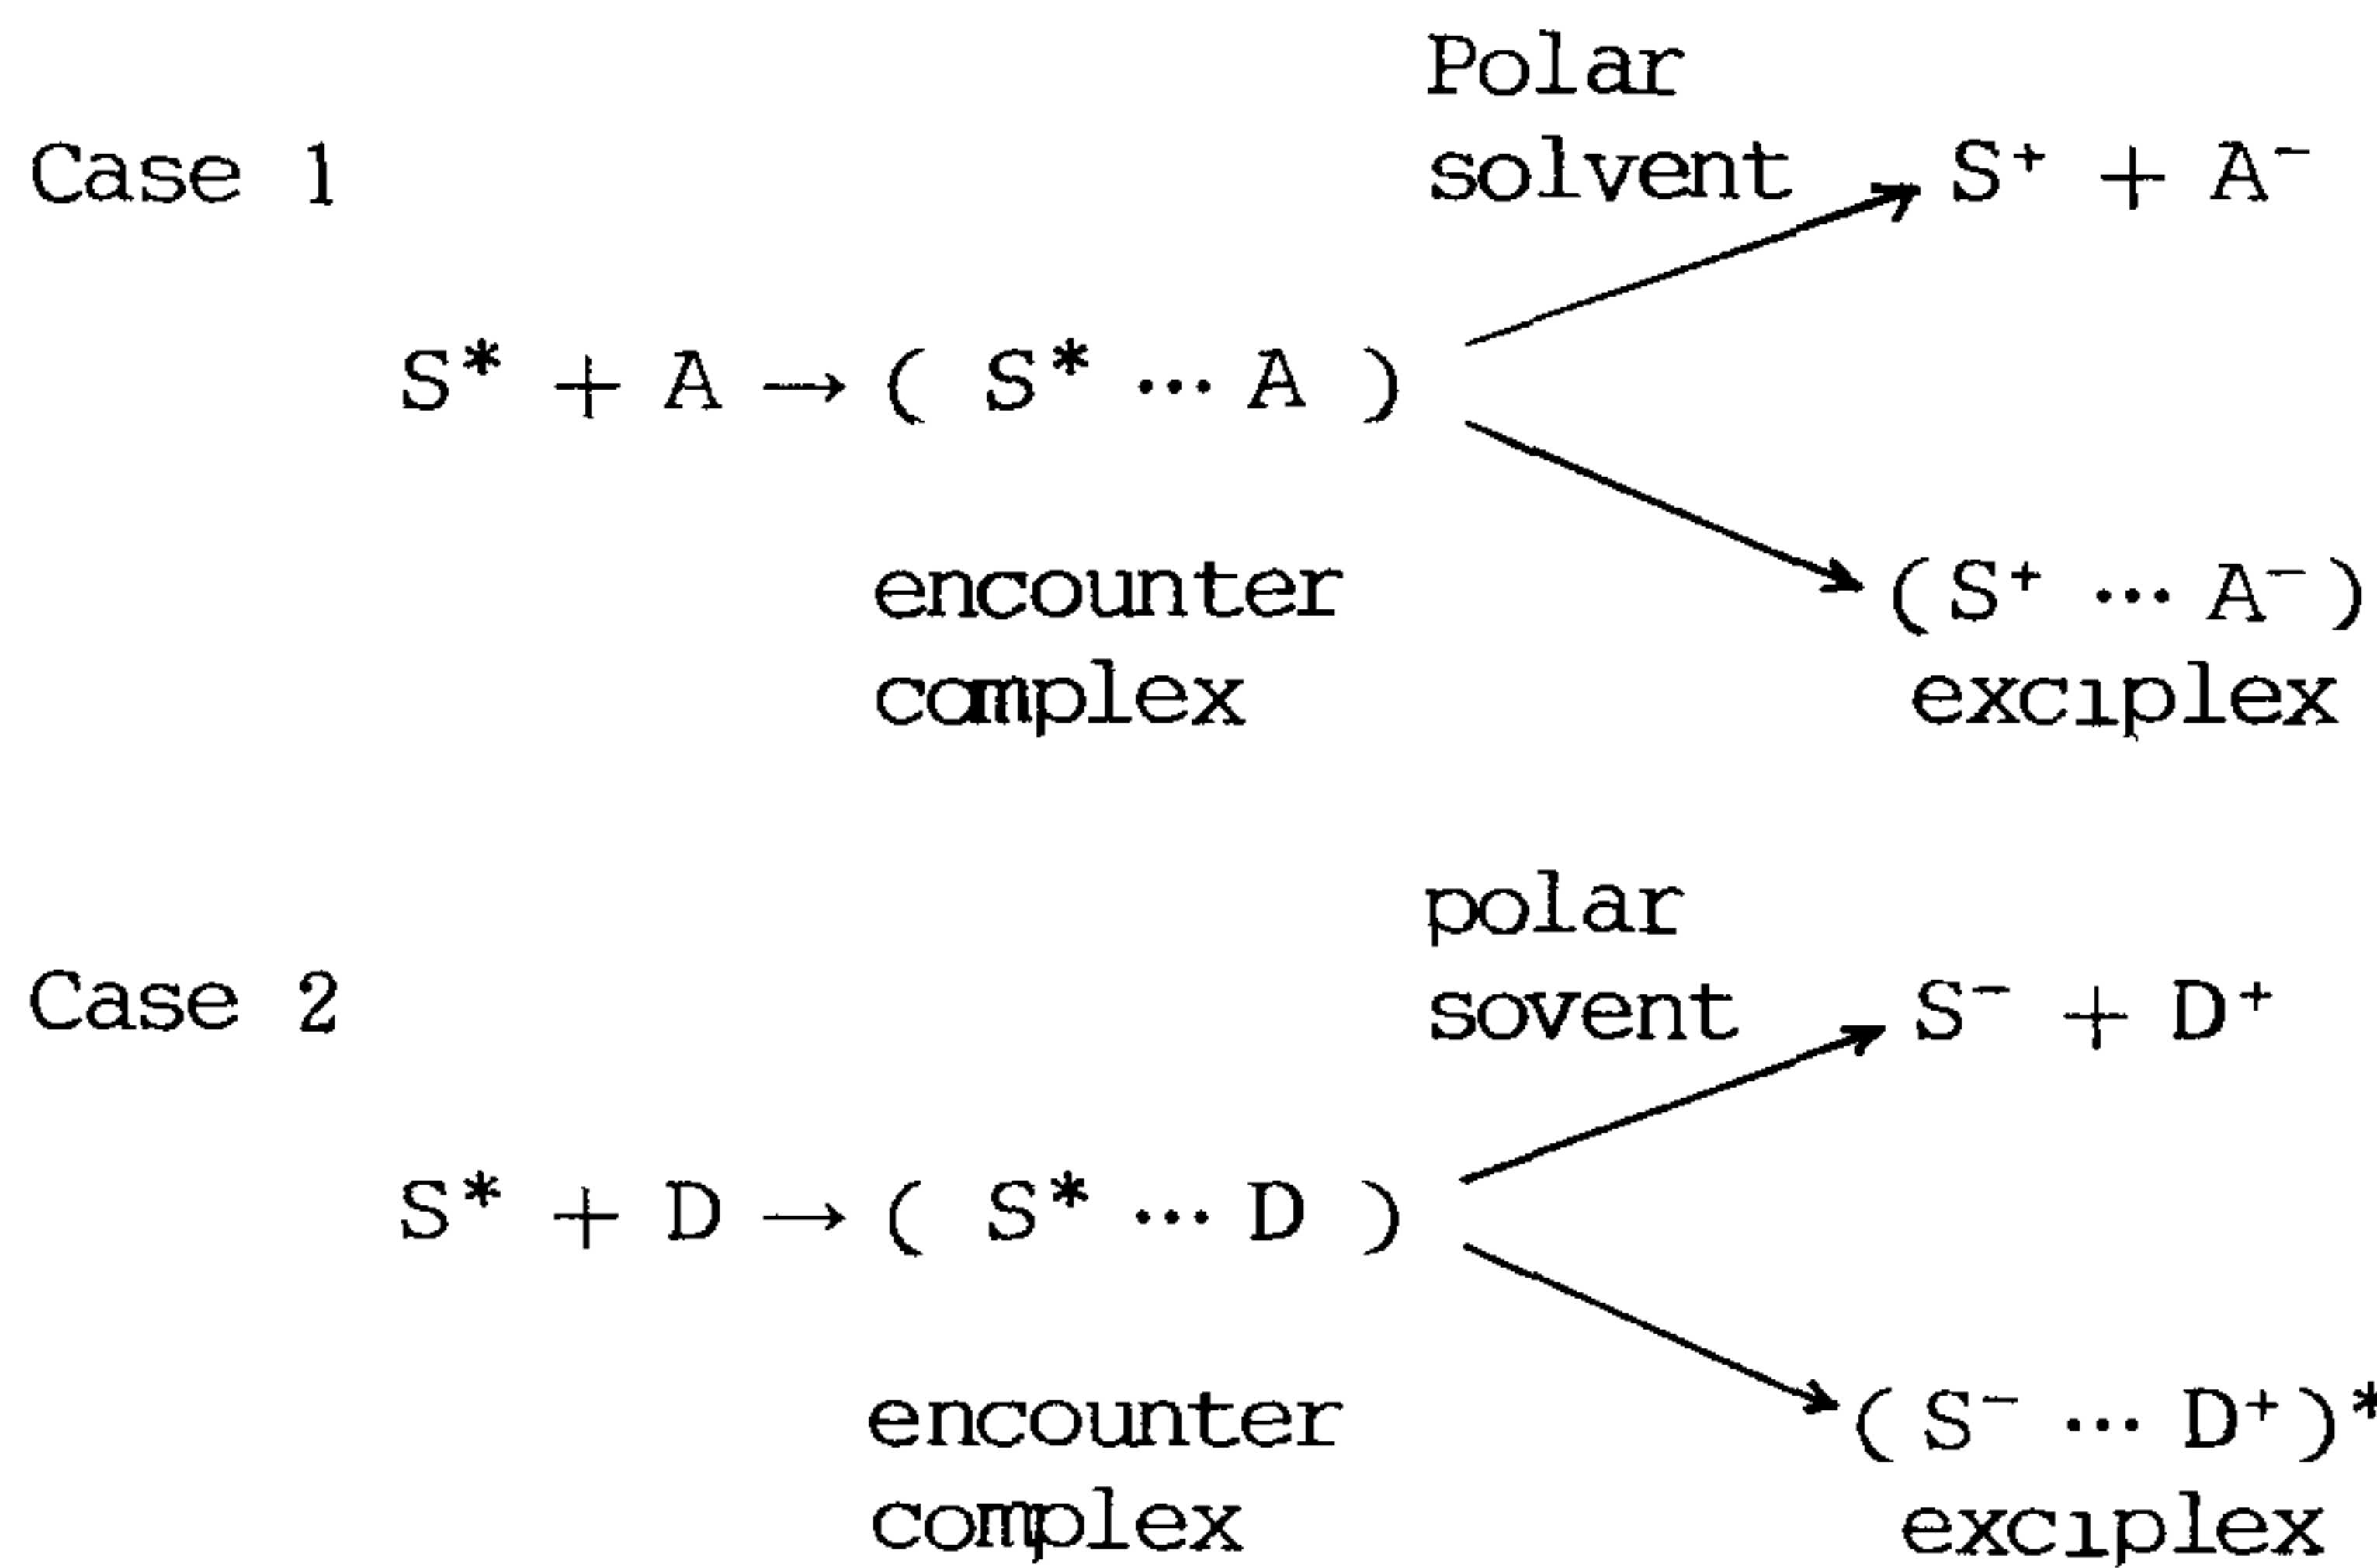 Polar
Case 1 solvent S⁺ + A⁻
S* + A → ( S* ··· A )
encounter (S⁺ ··· A⁻)
complex exciplex
polar
Case 2 sovent S⁻ + D⁺
S* + D → ( S* ··· D )
encounter ( S⁻ ··· D⁺)*
complex exciplex